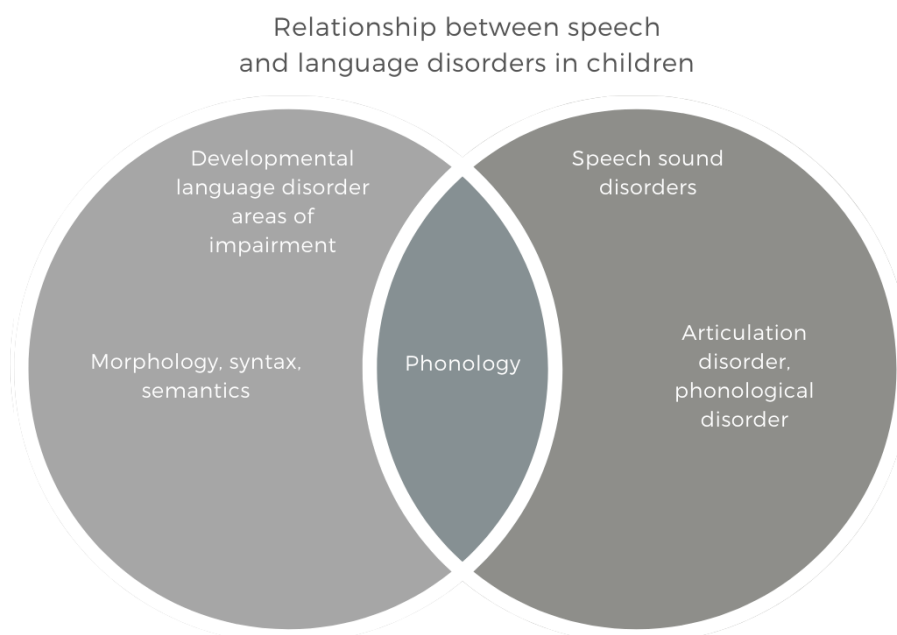 Relationship between speech
and language disorders in children
Developmental
language disorder
areas of
impairment
Speech sound
disorders
Morphology, syntax,
semantics
Phonology
Articulation
disorder,
phonological
disorder